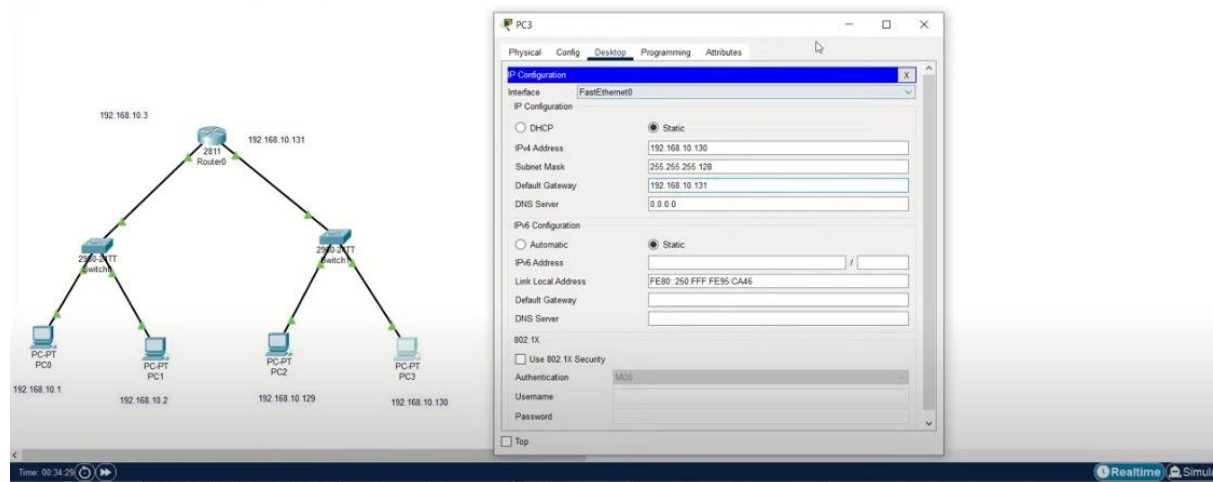 192.168.10.3
192.168.10.131
2811
Router0
2950-24TT
Switch0
2950-24TT
Switch1
PC-PT
PC0
PC-PT
PC1
PC-PT
PC2
PC-PT
PC3
192.168.10.1
192.168.10.2
192.168.10.129
192.168.10.130
PC3
Physical Config Desktop Programming Attributes
IP Configuration X
Interface FastEthernet0
IP Configuration
DHCP Static
IPv4 Address 192.168.10.130
Subnet Mask 255.255.255.128
Default Gateway 192.168.10.131
DNS Server 0.0.0.0
IPv6 Configuration
Automatic Static
IPv6 Address /
Link Local Address FE80::250:FFF:FE95:CA46
Default Gateway
DNS Server
802.1X
Use 802.1X Security
Authentication MD5
Username
Password
Top
Time: 00:34:29
Realtime Simul